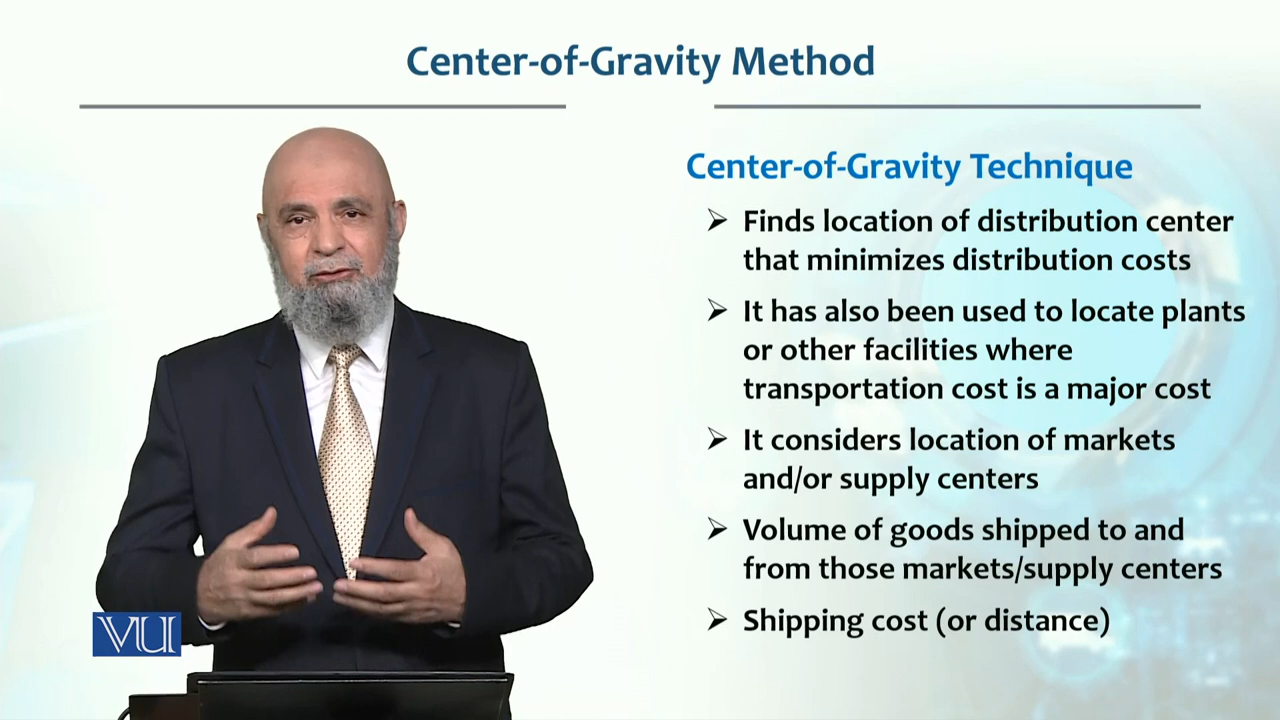 Center-of-Gravity Method
Center-of-Gravity Technique
➢ Finds location of distribution center
that minimizes distribution costs
➢ It has also been used to locate plants
or other facilities where
transportation cost is a major cost
➢ It considers location of markets
and/or supply centers
➢ Volume of goods shipped to and
from those markets/supply centers
➢ Shipping cost (or distance)
VU